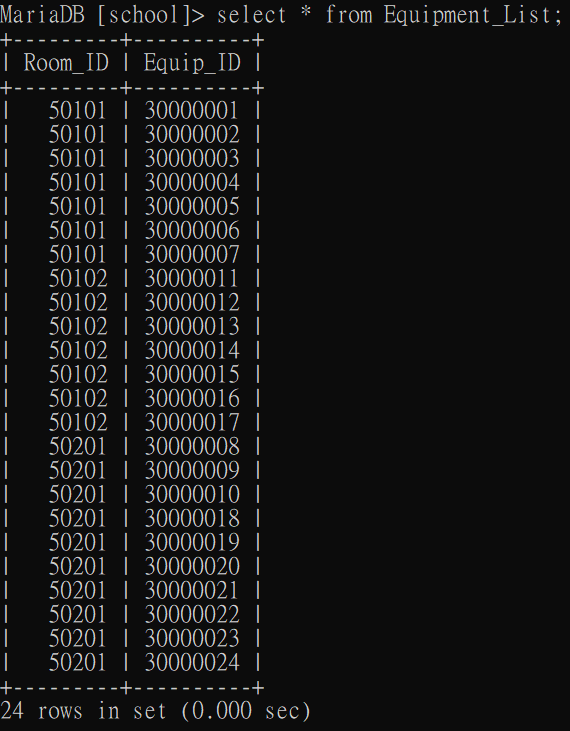 MariaDB [school]> select * from Equipment_List;
+---------+----------+
| Room_ID | Equip_ID |
+---------+----------+
|   50101 | 30000001 |
|   50101 | 30000002 |
|   50101 | 30000003 |
|   50101 | 30000004 |
|   50101 | 30000005 |
|   50101 | 30000006 |
|   50101 | 30000007 |
|   50102 | 30000011 |
|   50102 | 30000012 |
|   50102 | 30000013 |
|   50102 | 30000014 |
|   50102 | 30000015 |
|   50102 | 30000016 |
|   50102 | 30000017 |
|   50201 | 30000008 |
|   50201 | 30000009 |
|   50201 | 30000010 |
|   50201 | 30000018 |
|   50201 | 30000019 |
|   50201 | 30000020 |
|   50201 | 30000021 |
|   50201 | 30000022 |
|   50201 | 30000023 |
|   50201 | 30000024 |
+---------+----------+
24 rows in set (0.000 sec)